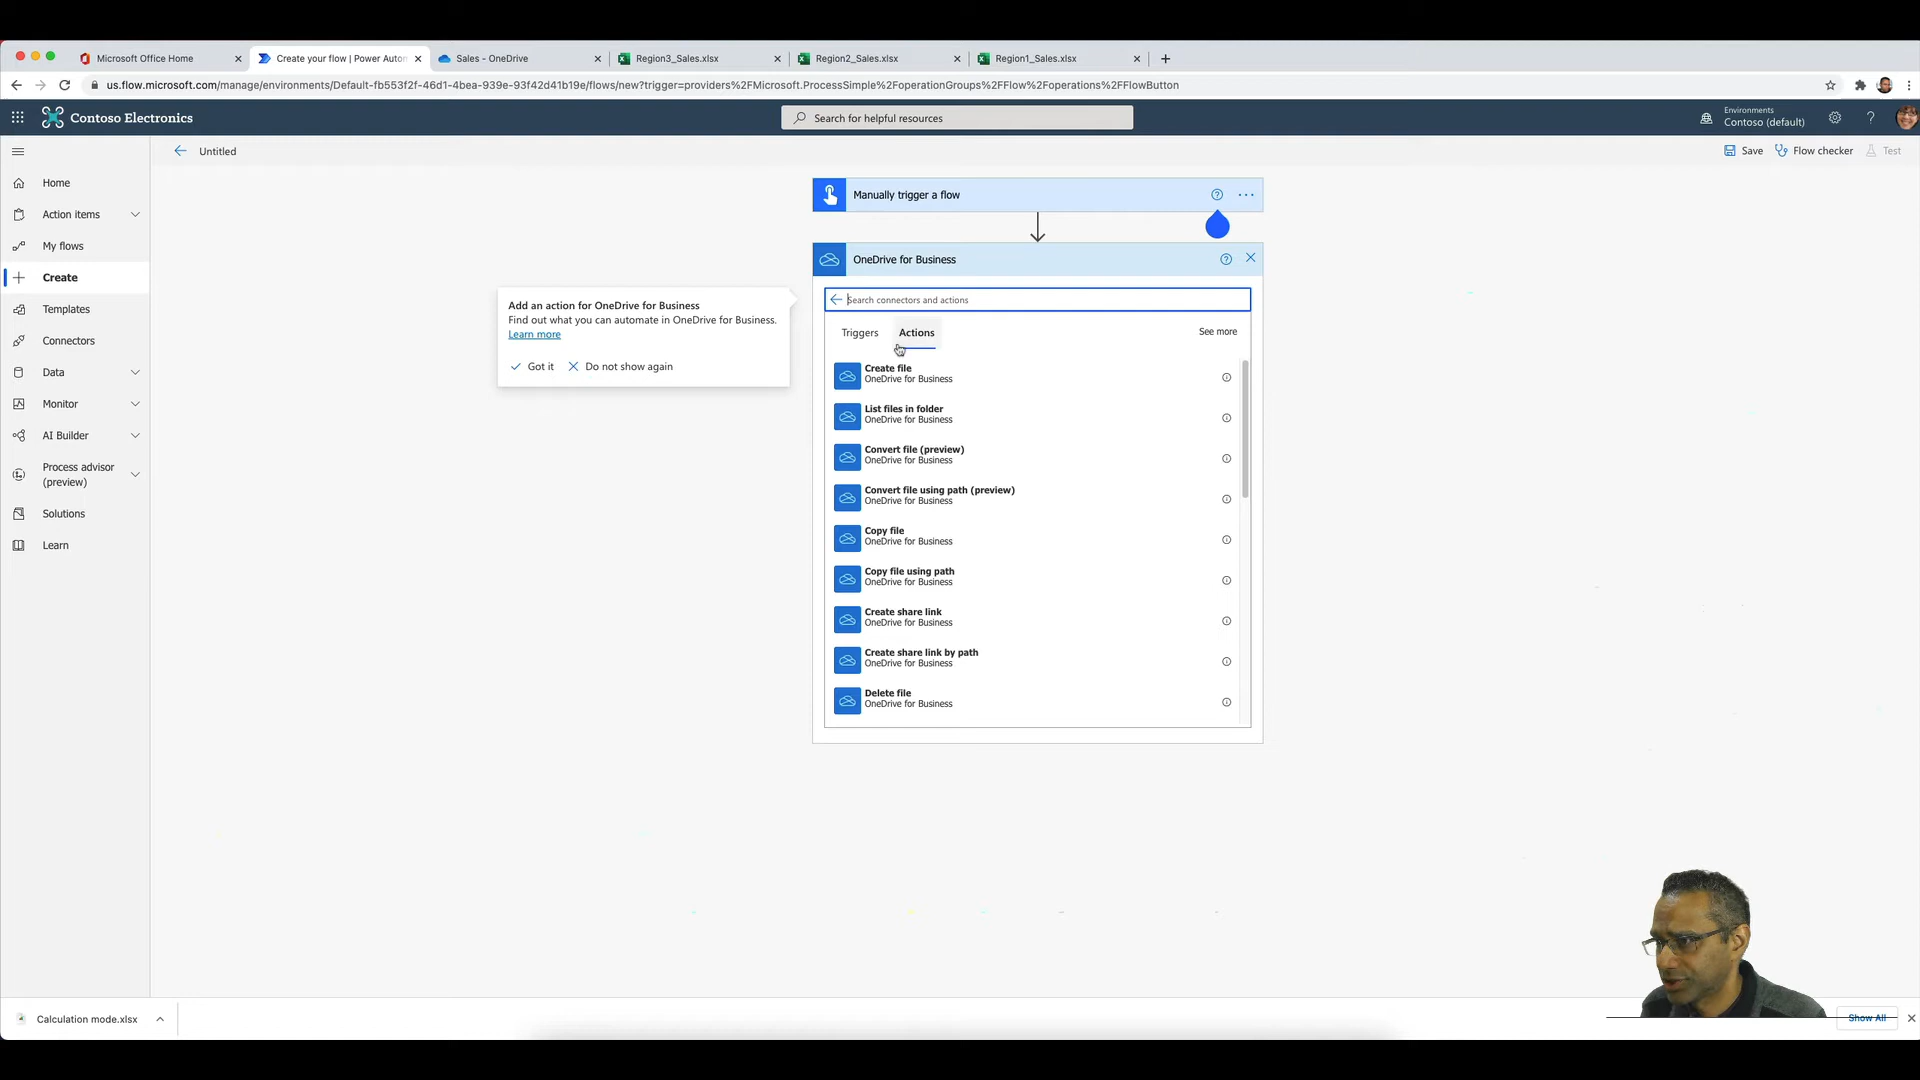 Microsoft Office Home
Create your flow | Power Autom
Sales - OneDrive
Region3_Sales.xlsx
Region2_Sales.xlsx
Region1_Sales.xlsx
us.flow.microsoft.com/manage/environments/Default-fb553f2f-46d1-4bea-939e-93f42d41b19e/flows/new?trigger=providers%2FMicrosoft.ProcessSimple%2FoperationGroups%2FFlow%2Foperations%2FFlowButton
Contoso Electronics
Search for helpful resources
Environments
Contoso (default)
Untitled
Save
Flow checker
Test
Home
Action items
My flows
Create
Templates
Connectors
Data
Monitor
AI Builder
Process advisor
(preview)
Solutions
Learn
Manually trigger a flow
OneDrive for Business
Add an action for OneDrive for Business
Find out what you can automate in OneDrive for Business.
Learn more
Got it
Do not show again
Search connectors and actions
Triggers
Actions
See more
Create file
OneDrive for Business
List files in folder
OneDrive for Business
Convert file (preview)
OneDrive for Business
Convert file using path (preview)
OneDrive for Business
Copy file
OneDrive for Business
Copy file using path
OneDrive for Business
Create share link
OneDrive for Business
Create share link by path
OneDrive for Business
Delete file
OneDrive for Business
Calculation mode.xlsx
Show All